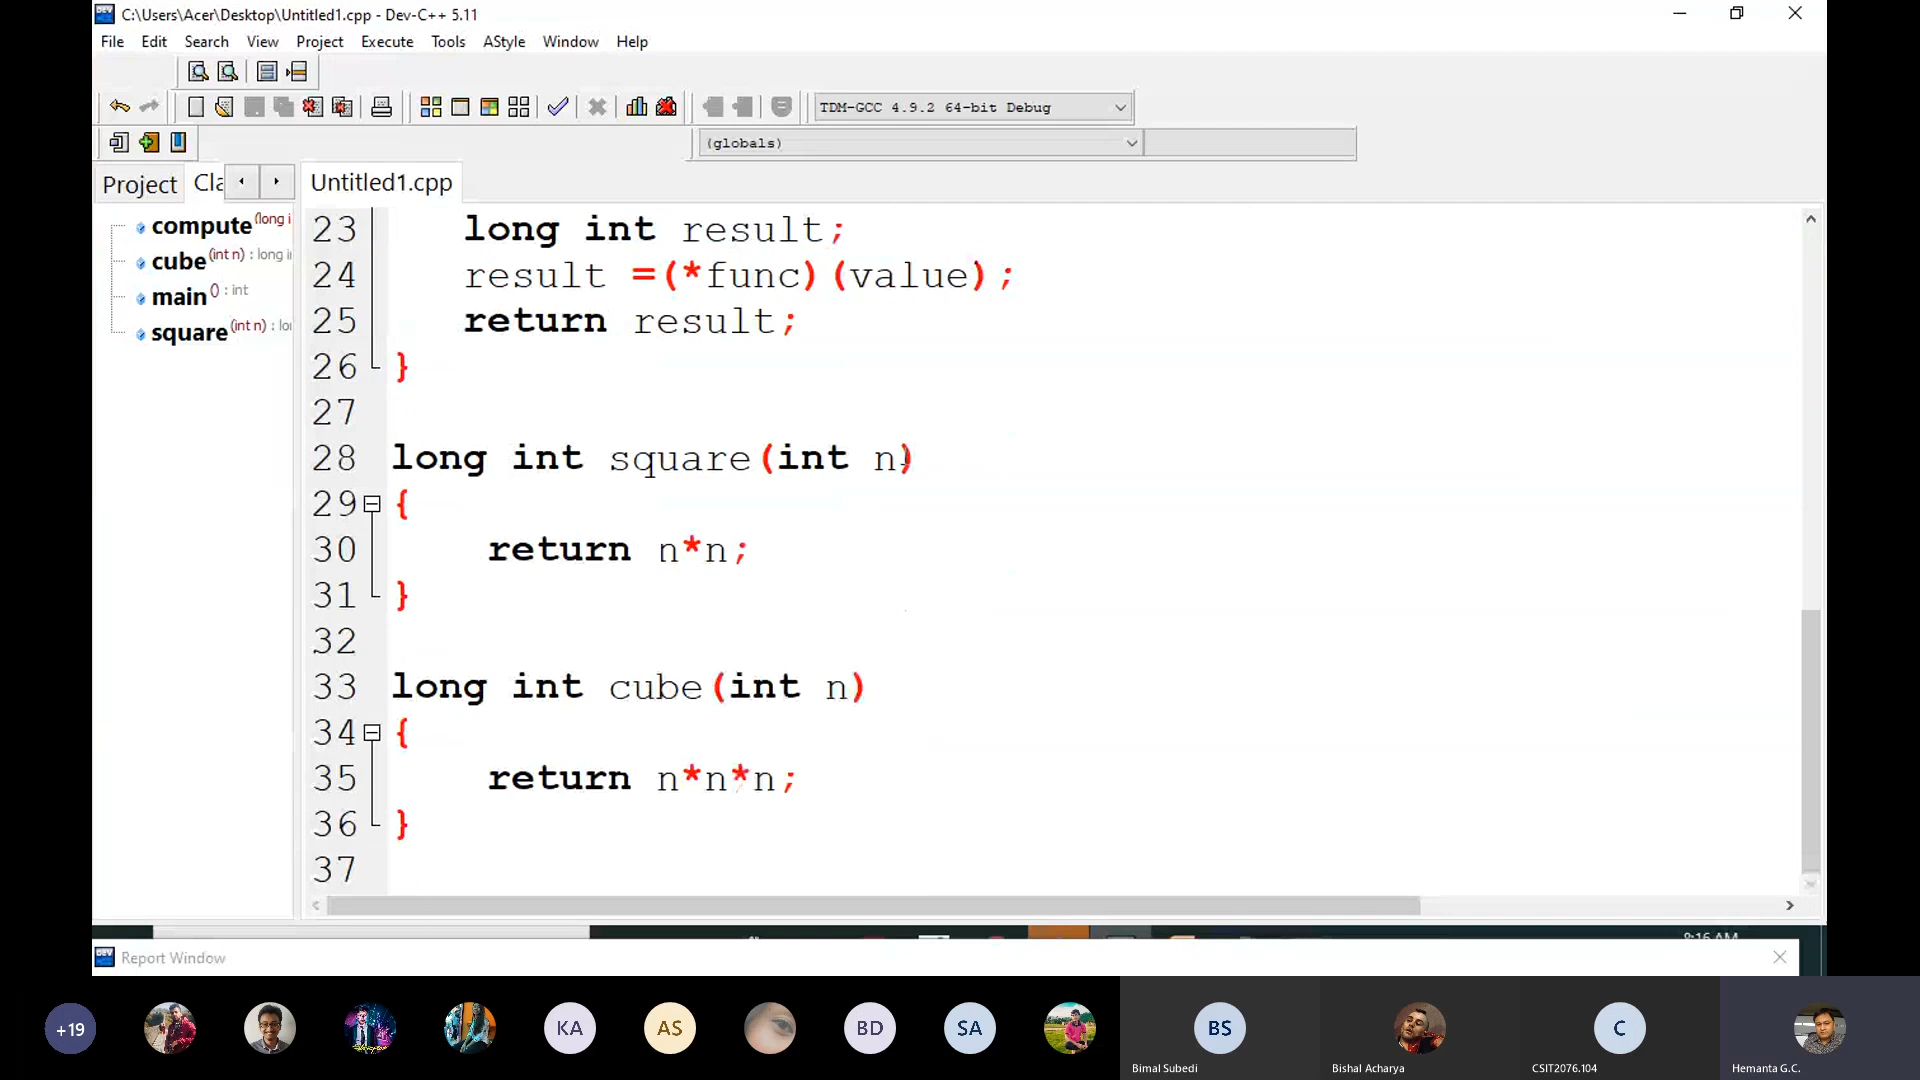 C:\Users\Acer\Desktop\Untitled1.cpp - Dev-C++ 5.11
File Edit Search View Project Execute Tools AStyle Window Help
TDM-GCC 4.9.2 64-bit Debug
(globals)
Project Cla Untitled1.cpp
compute (long i
cube (int n) : long i
main () : int
square (int n) : lo
23 long int result;
24 result =(*func)(value);
25 return result;
26 }
27
28 long int square(int n)
29 {
30 return n*n;
31 }
32
33 long int cube(int n)
34 {
35 return n*n*n;
36 }
37
Report Window
+19 KA AS BD SA BS C
Bimal Subedi Bishal Acharya CSIT2076.104 Hemanta G.C.